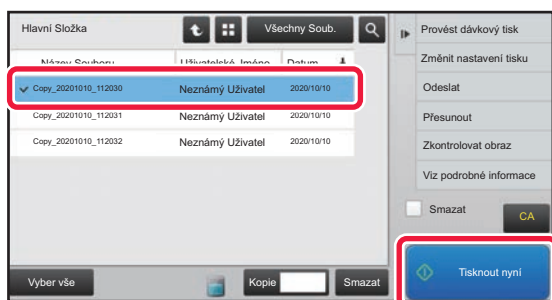 Hlavní Složka
Všechny Soub.
Název Souboru Uživatelské Jméno Datum
Copy_20201010_112030 Neznámý Uživatel 2020/10/10
Copy_20201010_112031 Neznámý Uživatel 2020/10/10
Copy_20201010_112032 Neznámý Uživatel 2020/10/10
Vyber vše
Kopie
Smazat
Provést dávkový tisk
Změnit nastavení tisku
Odeslat
Přesunout
Zkontrolovat obraz
Viz podrobné informace
Smazat
CA
Tisknout nyní